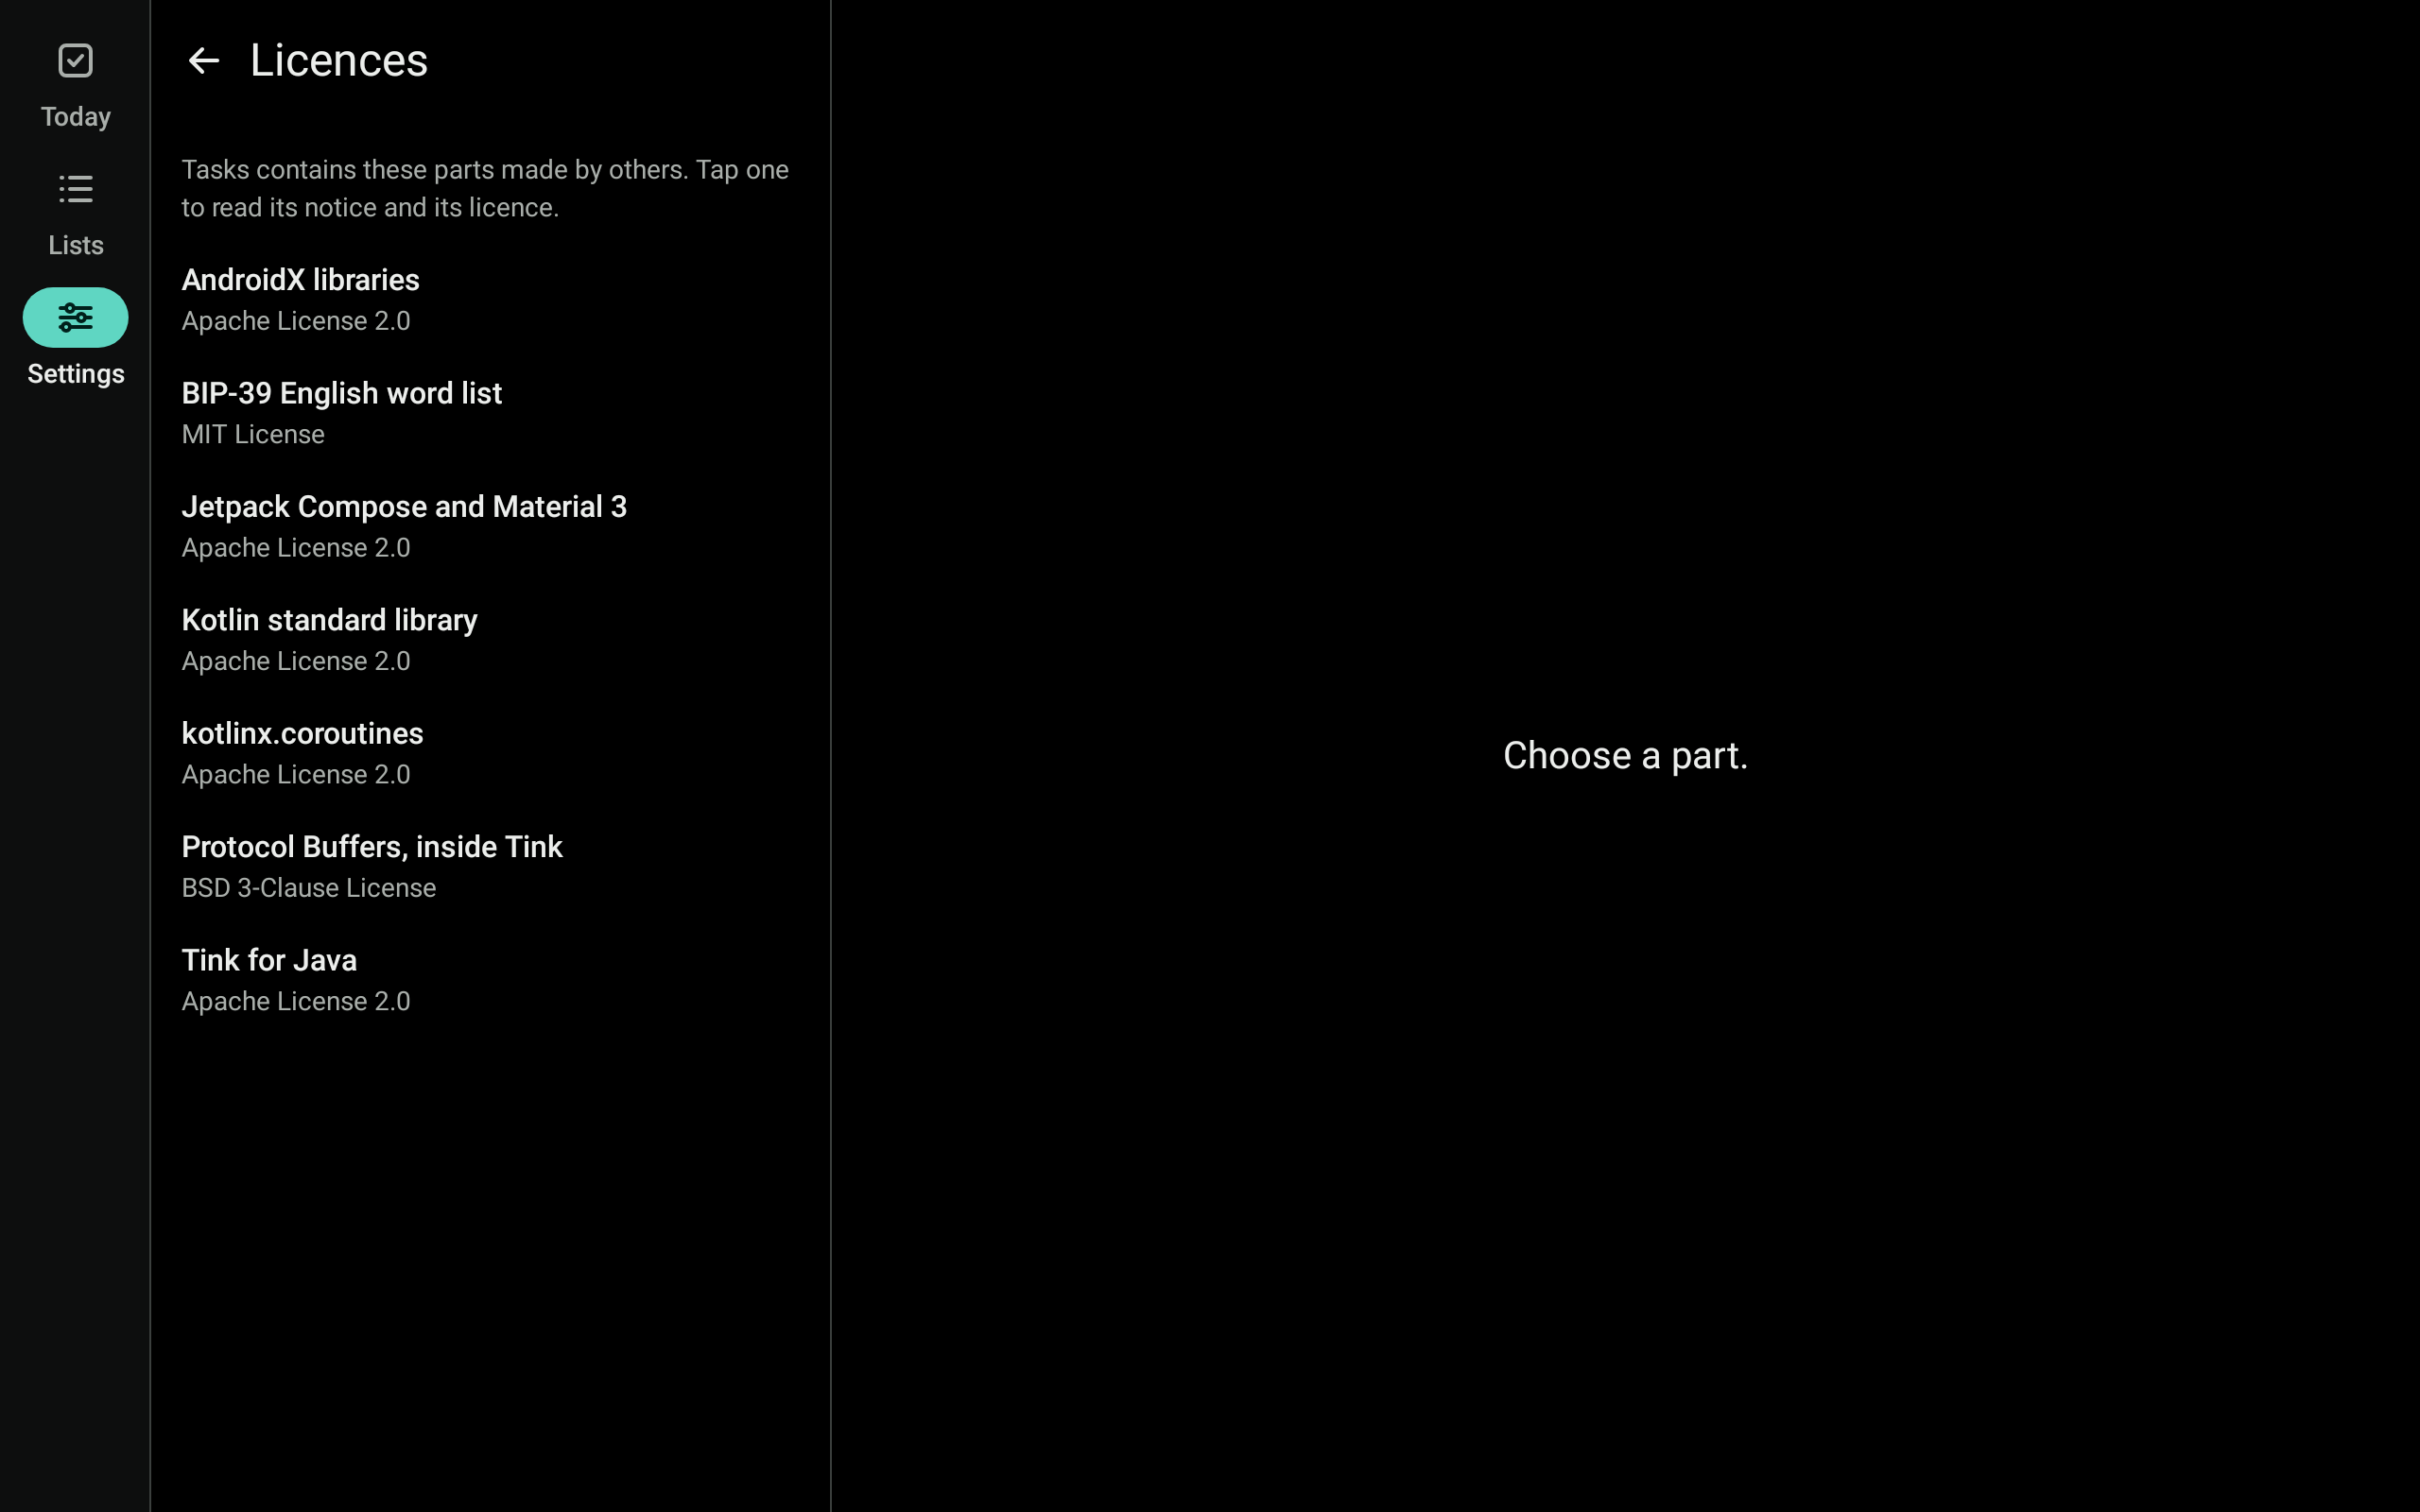 Today
Lists
Settings
Licences
Tasks contains these parts made by others. Tap one
to read its notice and its licence.
AndroidX libraries
Apache License 2.0
BIP-39 English word list
MIT License
Jetpack Compose and Material 3
Apache License 2.0
Kotlin standard library
Apache License 2.0
kotlinx.coroutines
Apache License 2.0
Protocol Buffers, inside Tink
BSD 3-Clause License
Tink for Java
Apache License 2.0
Choose a part.